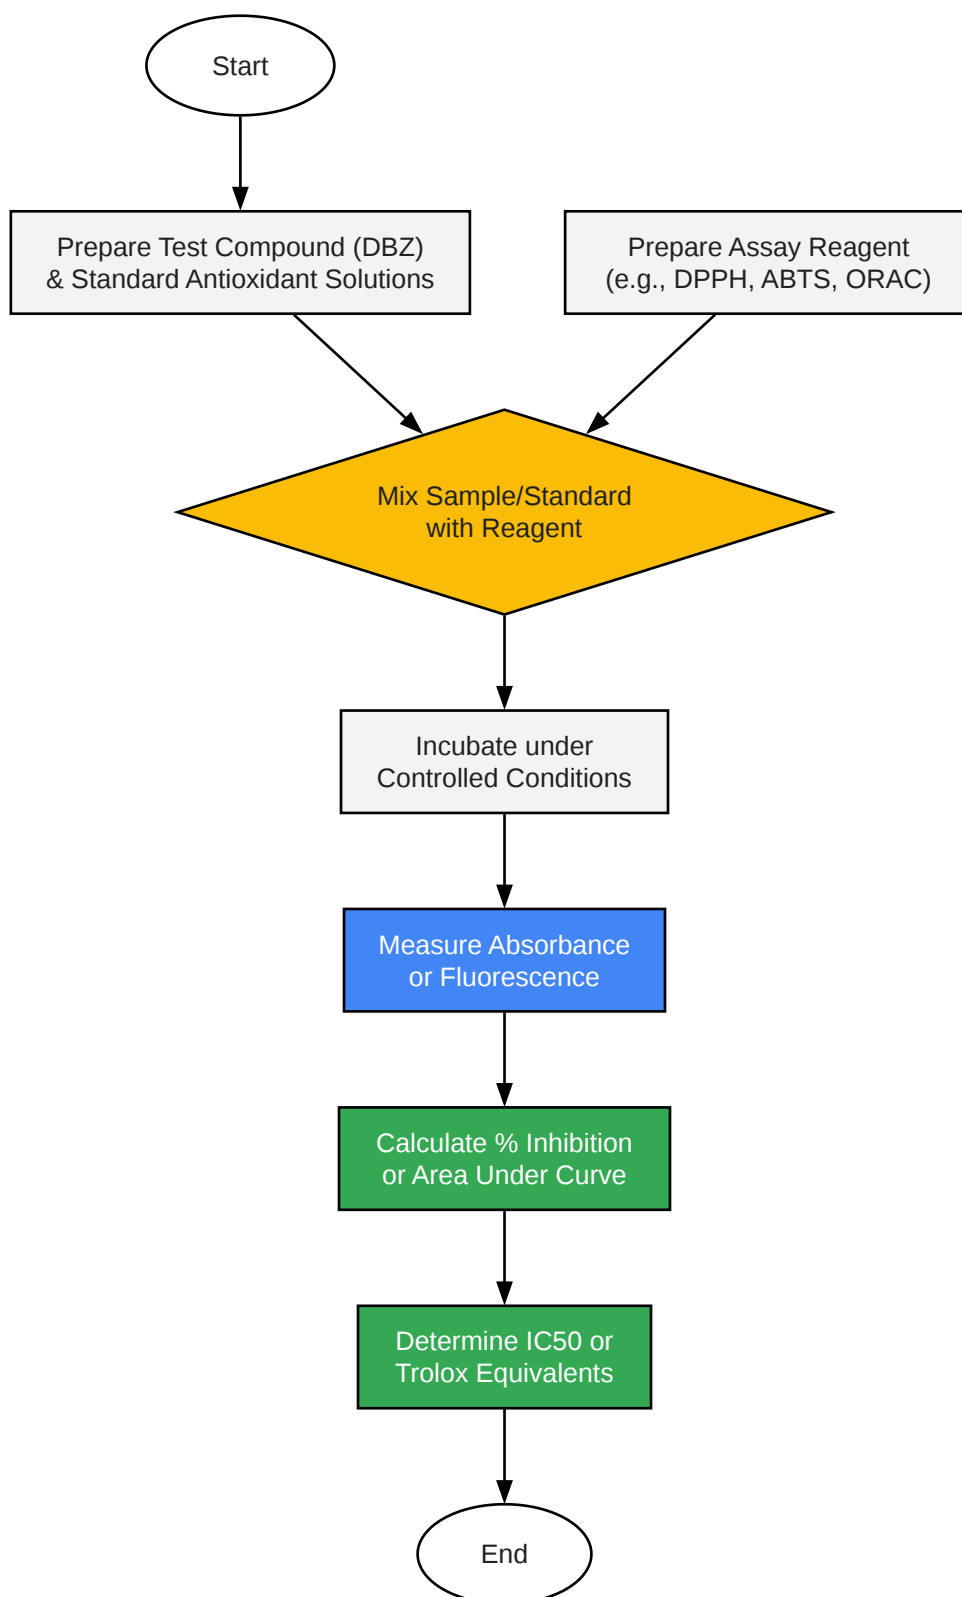 Start
Prepare Test Compound (DBZ)
& Standard Antioxidant Solutions
Prepare Assay Reagent
(e.g., DPPH, ABTS, ORAC)
Mix Sample/Standard
with Reagent
Incubate under
Controlled Conditions
Measure Absorbance
or Fluorescence
Calculate % Inhibition
or Area Under Curve
Determine IC50 or
Trolox Equivalents
End